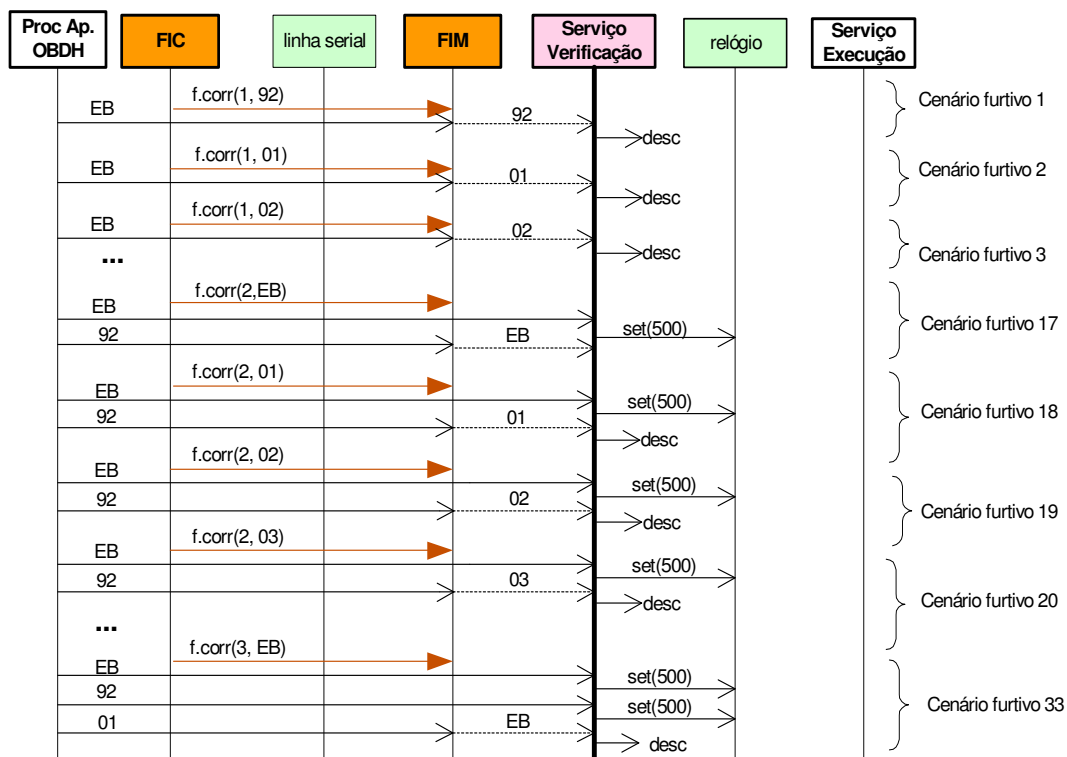 Proc Ap.
OBDH
FIC
linha serial
FIM
Serviço
Verificação
relógio
Serviço
Execução
f.corr(1, 92)
EB
92
desc
Cenário furtivo 1
f.corr(1, 01)
EB
01
desc
Cenário furtivo 2
f.corr(1, 02)
EB
02
desc
Cenário furtivo 3
...
f.corr(2,EB)
EB
92
EB
set(500)
Cenário furtivo 17
f.corr(2, 01)
EB
92
01
set(500)
desc
Cenário furtivo 18
f.corr(2, 02)
EB
92
02
set(500)
desc
Cenário furtivo 19
f.corr(2, 03)
EB
92
03
set(500)
desc
Cenário furtivo 20
...
f.corr(3, EB)
EB
92
set(500)
set(500)
01
EB
desc
Cenário furtivo 33